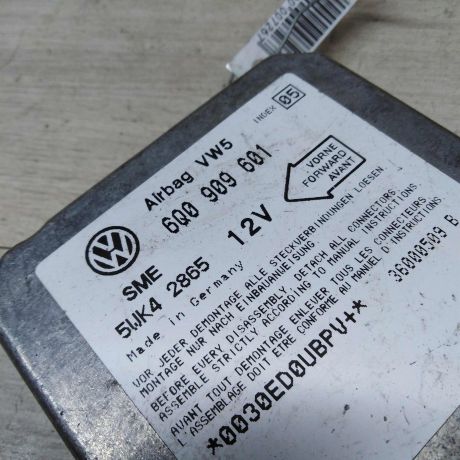 INDEX 05
Airbag VW5
6Q0 909 601
VORNE
FORWARD
AVANT
SME 12V
5WK4 2865
Made in Germany
VOR JEDER DEMONTAGE ALLE STECKVERBINDUNGEN LOESEN
MONTAGE NUR NACH EINBAUANWEISUNG
BEFORE EVERY DISASSEMBLY, DETACH ALL CONNECTORS
ASSEMBLE STRICTLY ACCORDING TO MANUAL INSTRUCTIONS
AVANT TOUT DEMONTAGE ENLEVER TOUS LES CONNECTEURS
L'ASSEMBLAGE DOIT ETRE CONFORME AU MANUEL D'INSTRUCTIONS
360000509 B
*0030ED0UBPV+*